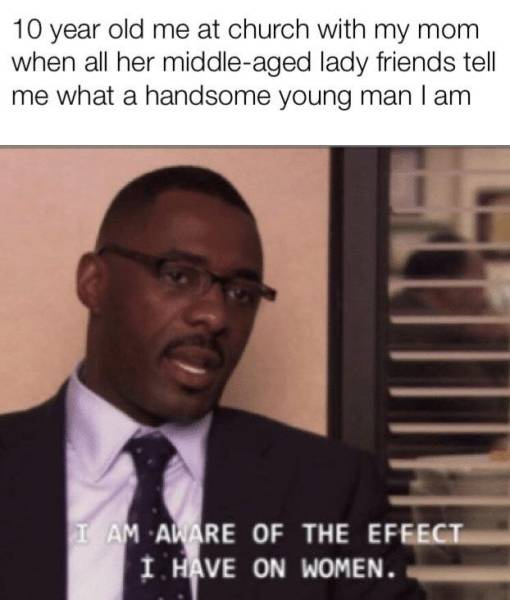 10 year old me at church with my mom
when all her middle-aged lady friends tell
me what a handsome young man I am
I AM AWARE OF THE EFFECT
I HAVE ON WOMEN.